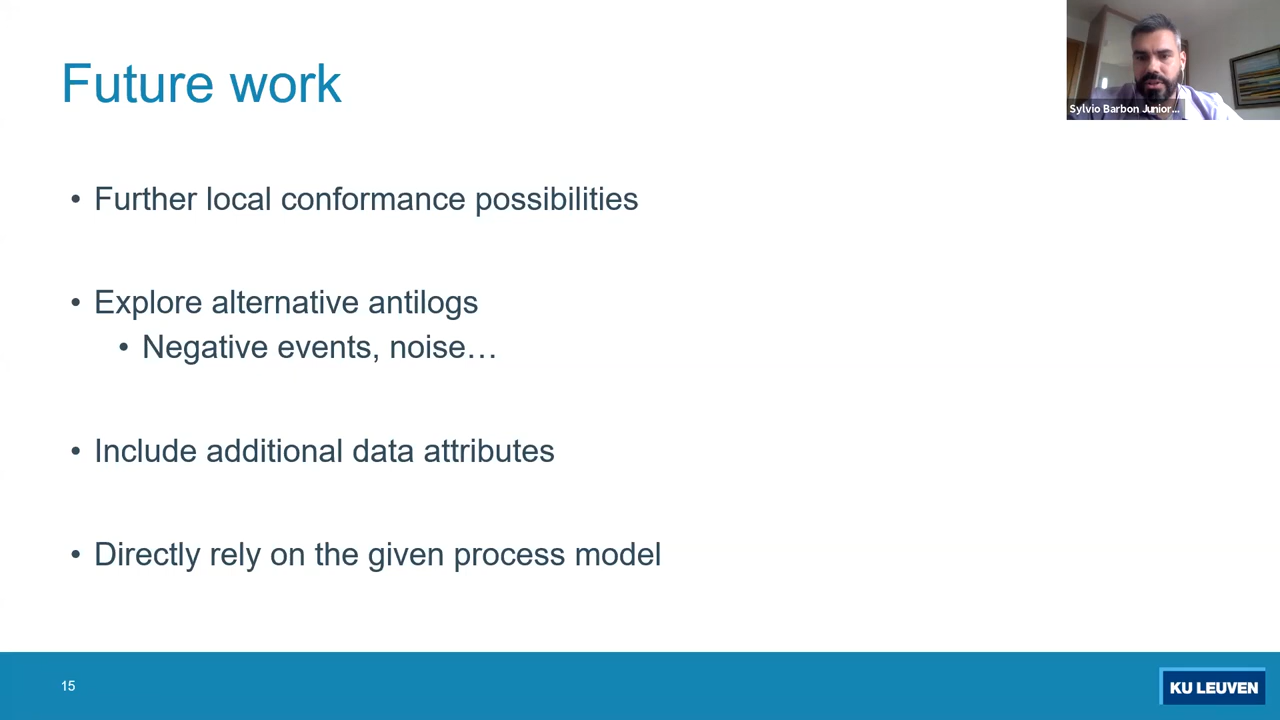 Future work
Sylvio Barbon Junior...
• Further local conformance possibilities
• Explore alternative antilogs
• Negative events, noise…
• Include additional data attributes
• Directly rely on the given process model
15
KU LEUVEN